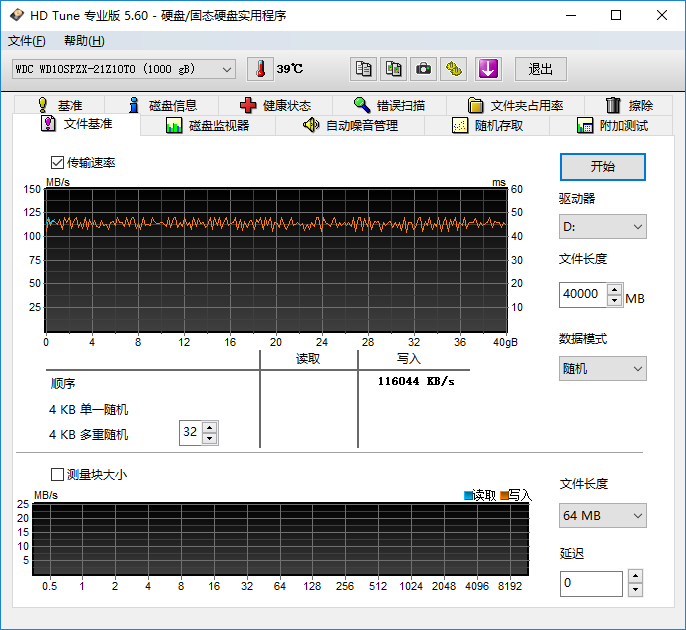 HD Tune 专业版 5.60 - 硬盘/固态硬盘实用程序
文件(F) 帮助(H)
WDC WD10SPZX-21Z10T0 (1000 gB) 39℃ 退出
基准 磁盘信息 健康状态 错误扫描 文件夹占用率 擦除
文件基准 磁盘监视器 自动噪音管理 随机存取 附加测试
传输速率 开始
MB/s ms
150 60
125 50
100 40
75 30
50 20
25 10
0 4 8 12 16 20 24 28 32 36 40gB
驱动器
D:
文件长度
40000 MB
数据模式
随机
读取 写入
顺序 116044 KB/s
4 KB 单一随机
4 KB 多重随机 32
测量块大小
MB/s 读取 写入
25
20
15
10
5
0.5 1 2 4 8 16 32 64 128 256 512 1024 2048 4096 8192
文件长度
64 MB
延迟
0